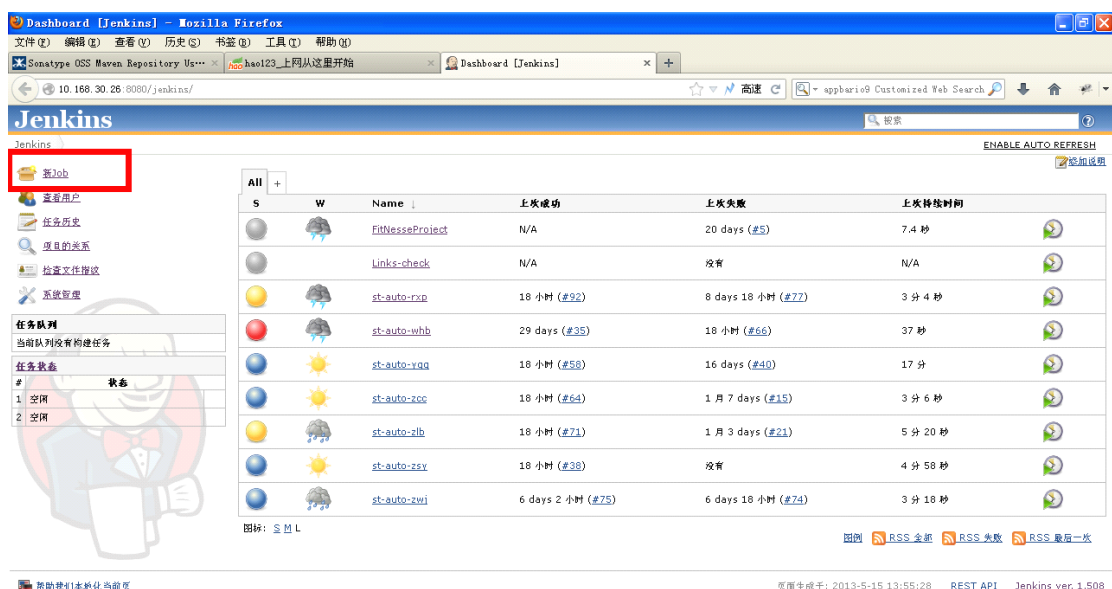 Dashboard [Jenkins] - Mozilla Firefox
文件(F) 编辑(E) 查看(V) 历史(S) 书签(B) 工具(T) 帮助(H)
Sonatype OSS Maven Repository Us… × hao123_上网从这里开始 × Dashboard [Jenkins] × +
10.168.30.26:8080/jenkins/ 高速 appbario9 Customized Web Search
Jenkins 搜索
Jenkins ENABLE AUTO REFRESH
添加说明
新Job
查看用户
任务历史
项目的关系
检查文件指纹
系统管理
任务队列
当前队列没有构建任务
任务状态
# 状态
1 空闲
2 空闲
All +
S W Name ↓ 上次成功 上次失败 上次持续时间
FitNesseProject N/A 20 days (#5) 7.4 秒
Links-check N/A 没有 N/A
st-auto-rxp 18 小时 (#92) 8 days 18 小时 (#77) 3 分 4 秒
st-auto-whb 29 days (#35) 18 小时 (#66) 37 秒
st-auto-yqq 18 小时 (#58) 16 days (#40) 17 分
st-auto-zcc 18 小时 (#64) 1 月 7 days (#15) 3 分 6 秒
st-auto-zlb 18 小时 (#71) 1 月 3 days (#21) 5 分 20 秒
st-auto-zsy 18 小时 (#38) 没有 4 分 58 秒
st-auto-zwj 6 days 2 小时 (#75) 6 days 18 小时 (#74) 3 分 18 秒
图标: S M L
图例 RSS 全部 RSS 失败 RSS 最后一次
帮助我们本地化当前页 页面生成于: 2013-5-15 13:55:28 REST API Jenkins ver. 1.508